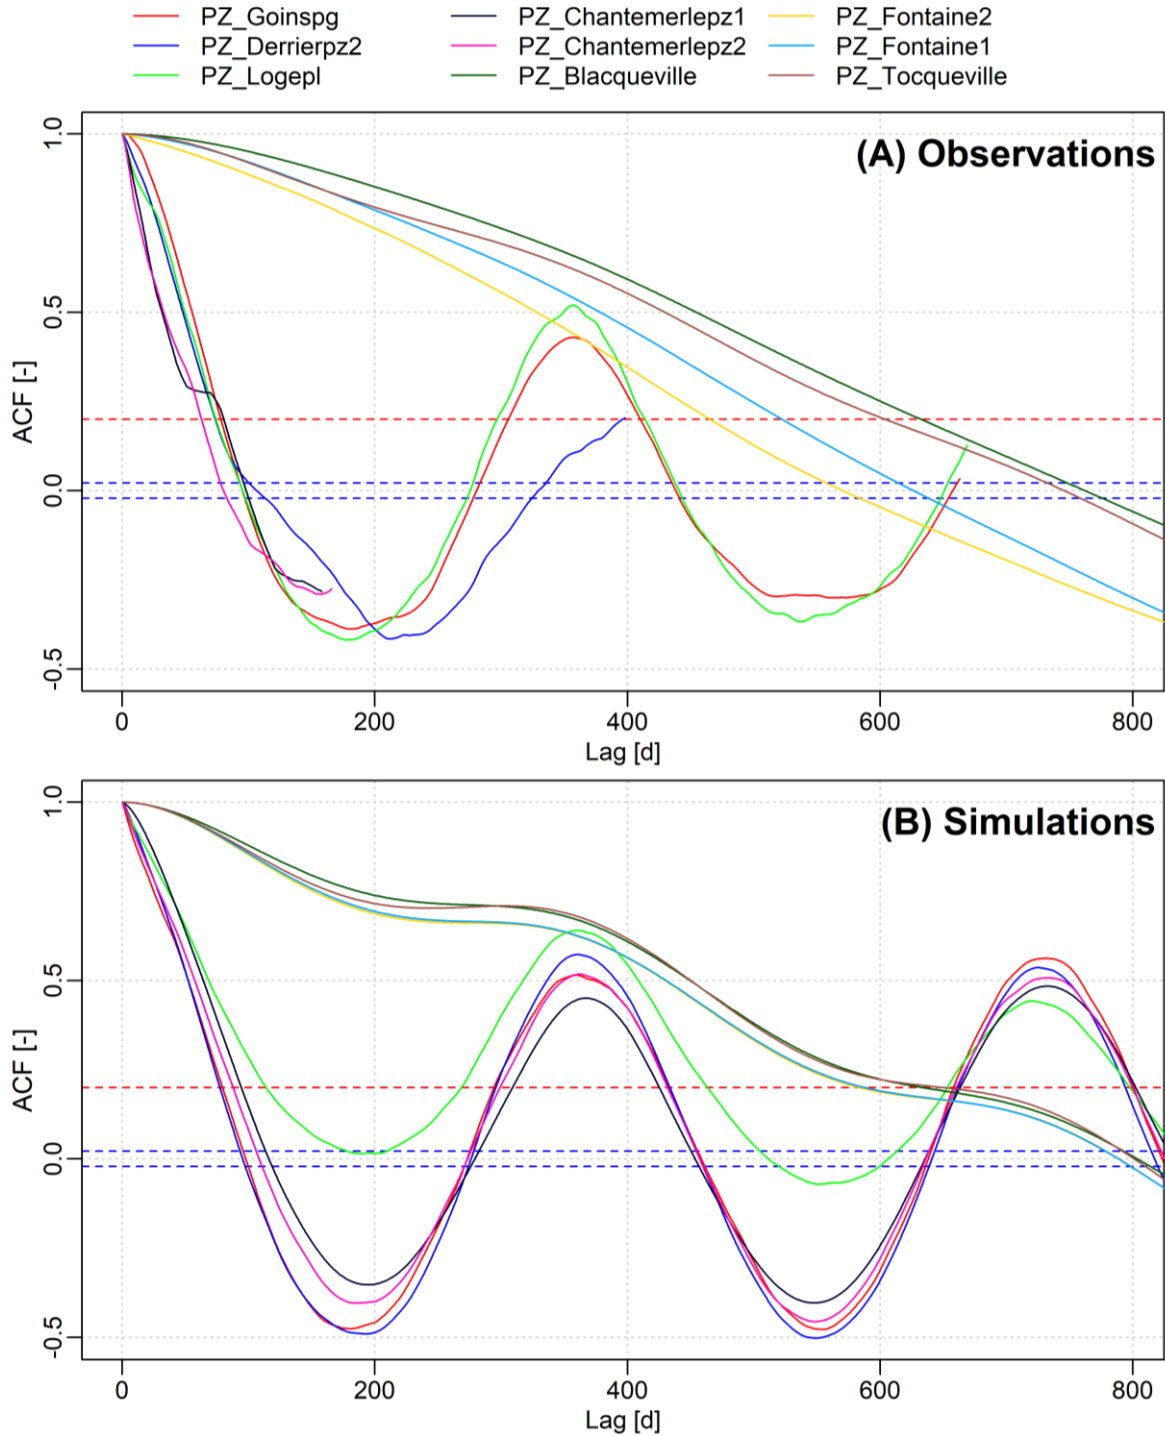 PZ_Goinspg PZ_Chantemerlepz1 PZ_Fontaine2
PZ_Derrierpz2 PZ_Chantemerlepz2 PZ_Fontaine1
PZ_Logepl PZ_Blacqueville PZ_Tocqueville
(A) Observations
ACF [-]
1.0
0.5
0.0
-0.5
0 200 400 600 800
Lag [d]
(B) Simulations
ACF [-]
1.0
0.5
0.0
-0.5
0 200 400 600 800
Lag [d]